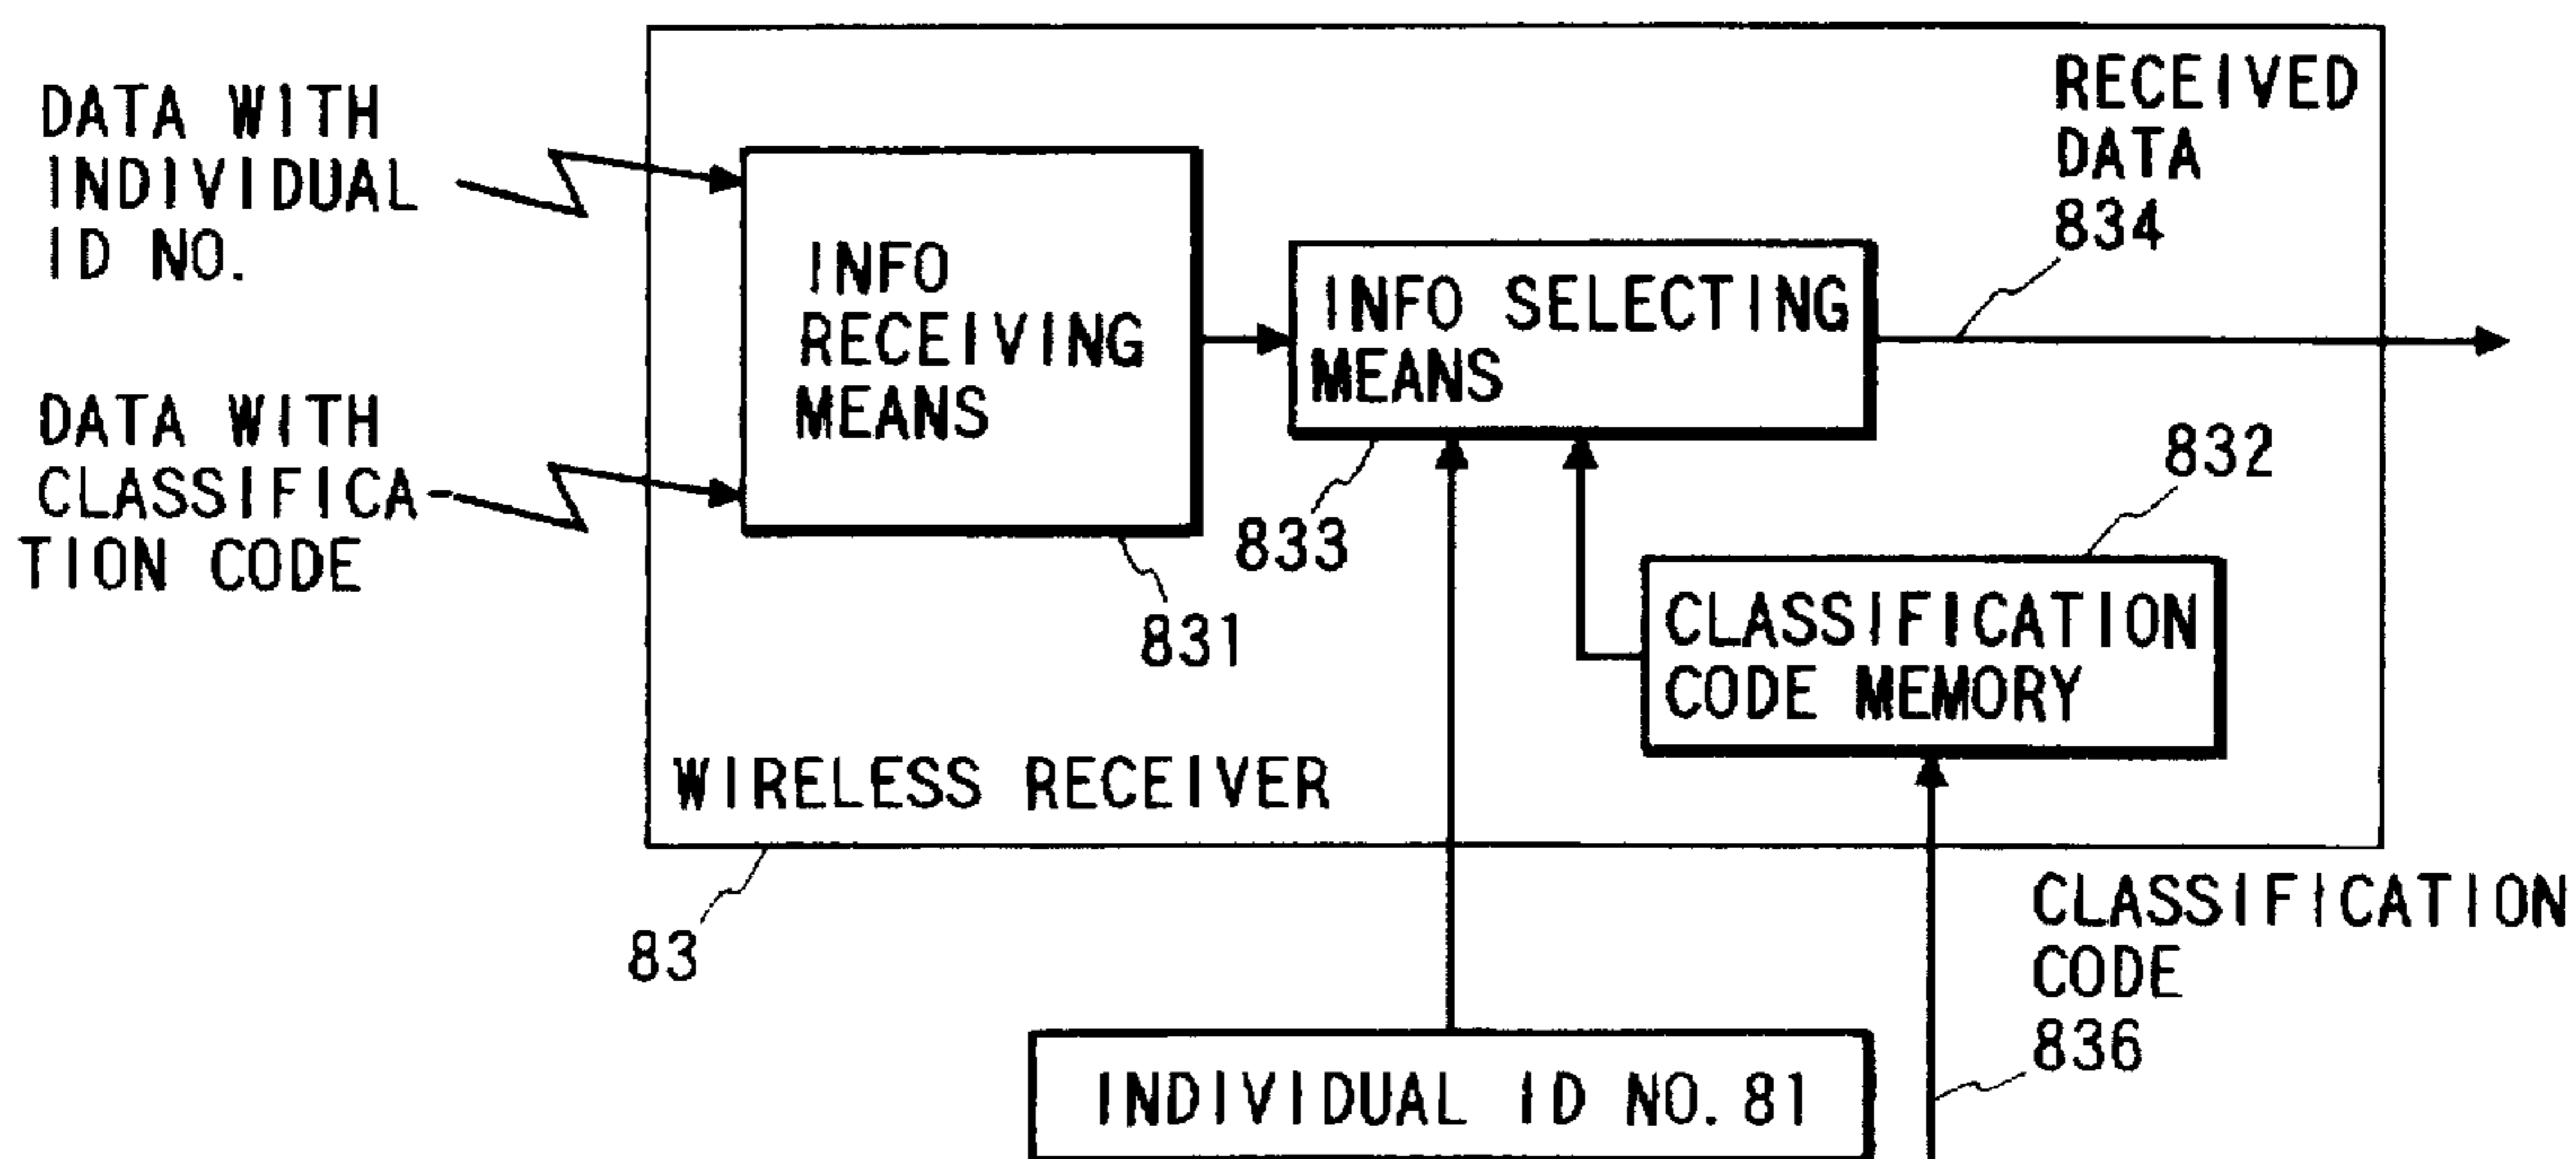 DATA WITH
INDIVIDUAL
ID NO.
DATA WITH
CLASSIFICA-
TION CODE
INFO
RECEIVING
MEANS
831
INFO SELECTING
MEANS
833
RECEIVED
DATA
834
832
CLASSIFICATION
CODE MEMORY
WIRELESS RECEIVER
83
CLASSIFICATION
CODE
836
INDIVIDUAL ID NO. 81